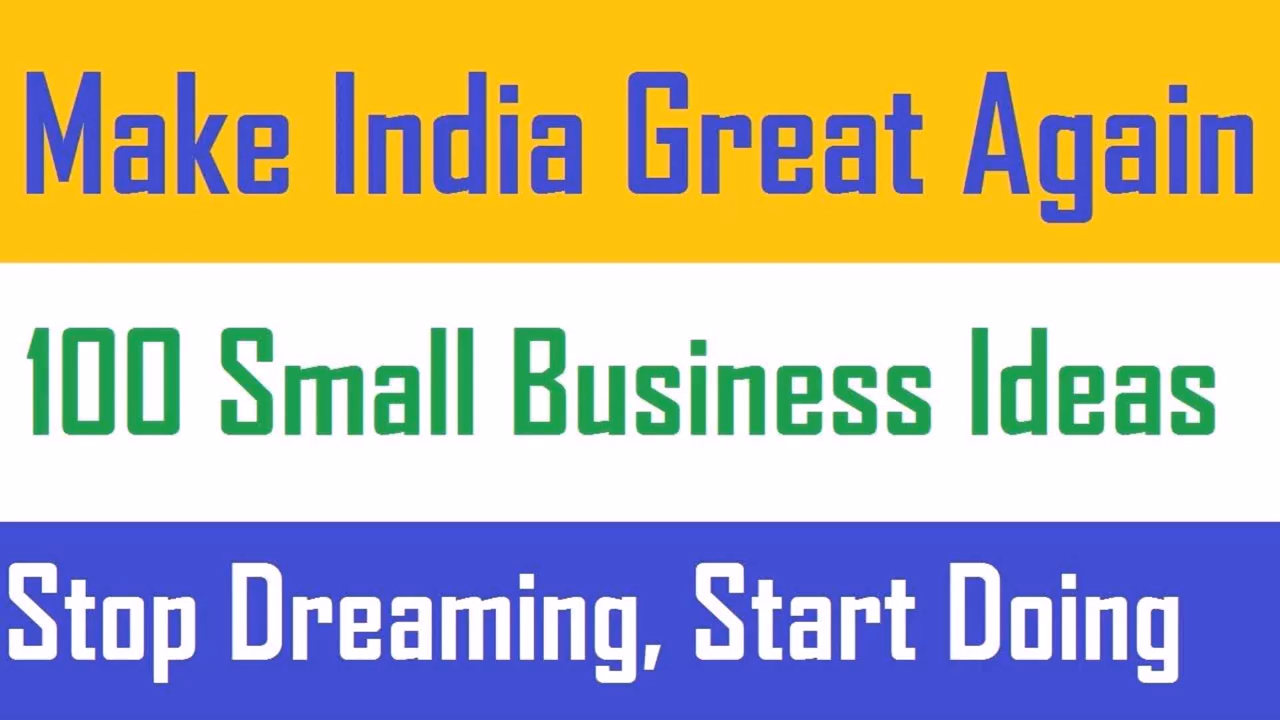 Make India Great Again
100 Small Business Ideas
Stop Dreaming, Start Doing